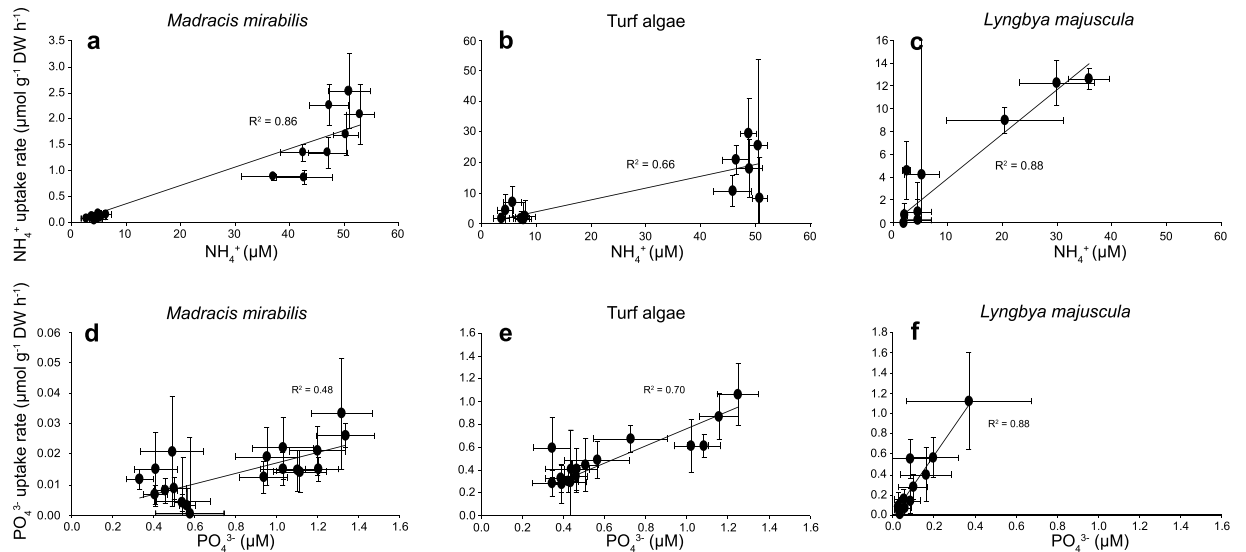 Madracis mirabilis
Turf algae
Lyngbya majuscula
NH₄⁺ uptake rate (µmol g⁻¹ DW h⁻¹)
a
3.5
3.0
2.5
2.0
1.5
1.0
0.5
0.0
R² = 0.86
0 10 20 30 40 50 60
NH₄⁺ (µM)
b
60
50
40
30
20
10
0
R² = 0.66
0 10 20 30 40 50 60
NH₄⁺ (µM)
c
16
14
12
10
8
6
4
2
0
R² = 0.88
0 10 20 30 40 50 60
NH₄⁺ (µM)
Madracis mirabilis
Turf algae
Lyngbya majuscula
PO₄³⁻ uptake rate (µmol g⁻¹ DW h⁻¹)
d
0.06
0.05
0.04
0.03
0.02
0.01
0.00
R² = 0.48
0.0 0.2 0.4 0.6 0.8 1.0 1.2 1.4 1.6
PO₄³⁻ (µM)
e
1.6
1.4
1.2
1.0
0.8
0.6
0.4
0.2
0.0
R² = 0.70
0.0 0.2 0.4 0.6 0.8 1.0 1.2 1.4 1.6
PO₄³⁻ (µM)
f
1.8
1.6
1.4
1.2
1.0
0.8
0.6
0.4
0.2
0.0
R² = 0.88
0.0 0.2 0.4 0.6 0.8 1.0 1.2 1.4 1.6
PO₄³⁻ (µM)